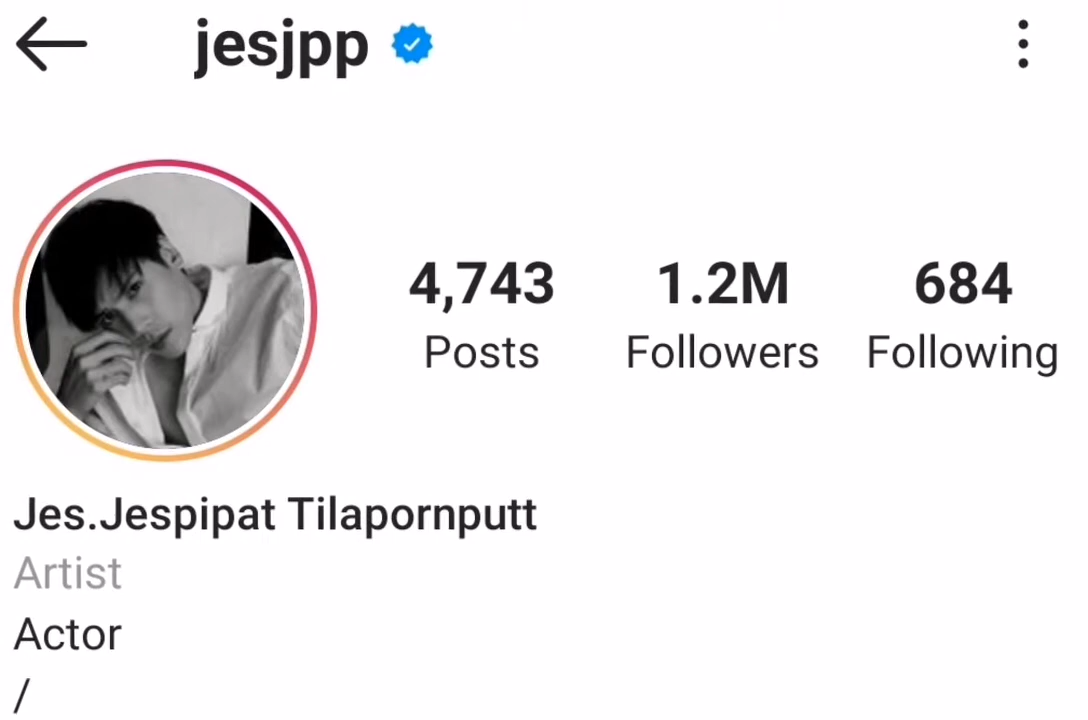 jesjpp
4,743 1.2M 684
Posts Followers Following
Jes.Jespipat Tilapornputt
Artist
Actor
/